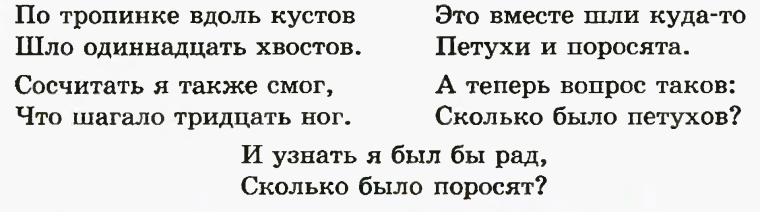 По тропинке вдоль кустов
Шло одиннадцать хвостов.
Сосчитать я также смог,
Что шагало тридцать ног.
Это вместе шли куда-то
Петухи и поросята.
А теперь вопрос таков:
Сколько было петухов?
И узнать я был бы рад,
Сколько было поросят?